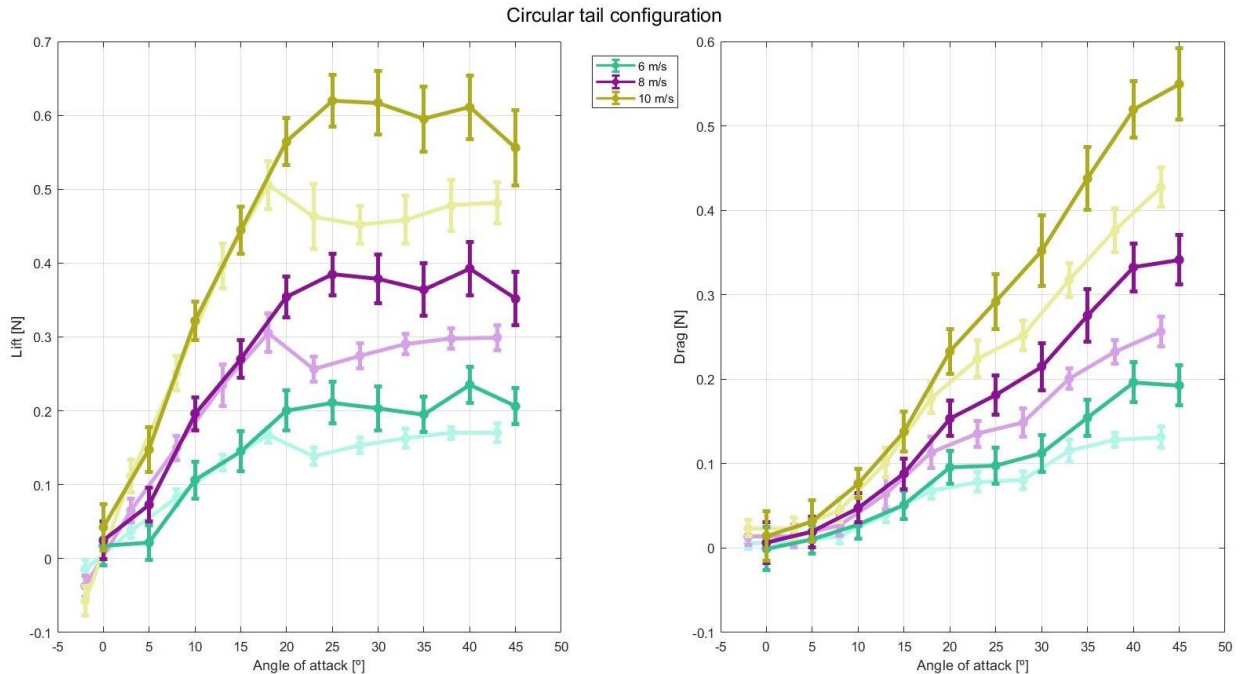 Circular tail configuration
0.7
0.6
0.5
0.4
0.3
0.2
0.1
0
-0.1
Lift [N]
-5 0 5 10 15 20 25 30 35 40 45 50
Angle of attack [º]
6 m/s
8 m/s
10 m/s
0.6
0.5
0.4
0.3
0.2
0.1
0
-0.1
Drag [N]
-5 0 5 10 15 20 25 30 35 40 45 50
Angle of attack [º]